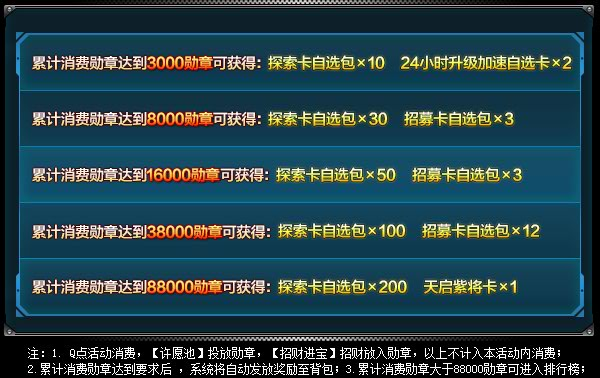 累计消费勋章达到3000勋章可获得：探索卡自选包×10 24小时升级加速自选卡×2
累计消费勋章达到8000勋章可获得：探索卡自选包×30 招募卡自选包×3
累计消费勋章达到16000勋章可获得：探索卡自选包×50 招募卡自选包×3
累计消费勋章达到38000勋章可获得：探索卡自选包×100 招募卡自选包×12
累计消费勋章达到88000勋章可获得：探索卡自选包×200 天启紫将卡×1
注：1. Q点活动消费，【许愿池】投放勋章，【招财进宝】招财放入勋章，以上不计入本活动内消费；
2.累计消费勋章达到要求后 ，系统将自动发放奖励至背包；3.累计消费勋章大于88000勋章可进入排行榜；